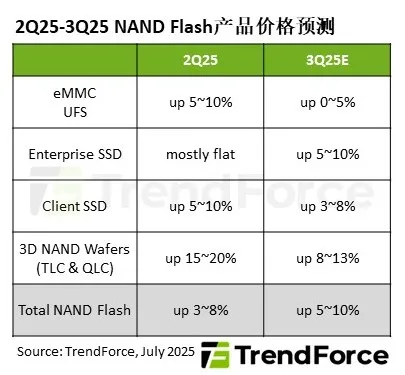 2Q25-3Q25 NAND Flash产品价格预测
2Q25 3Q25E
eMMC
UFS
up 5~10% up 0~5%
Enterprise SSD mostly flat up 5~10%
Client SSD up 5~10% up 3~8%
3D NAND Wafers
(TLC & QLC)
up 15~20% up 8~13%
Total NAND Flash up 3~8% up 5~10%
TrendForce
Source: TrendForce, July 2025
TrendForce